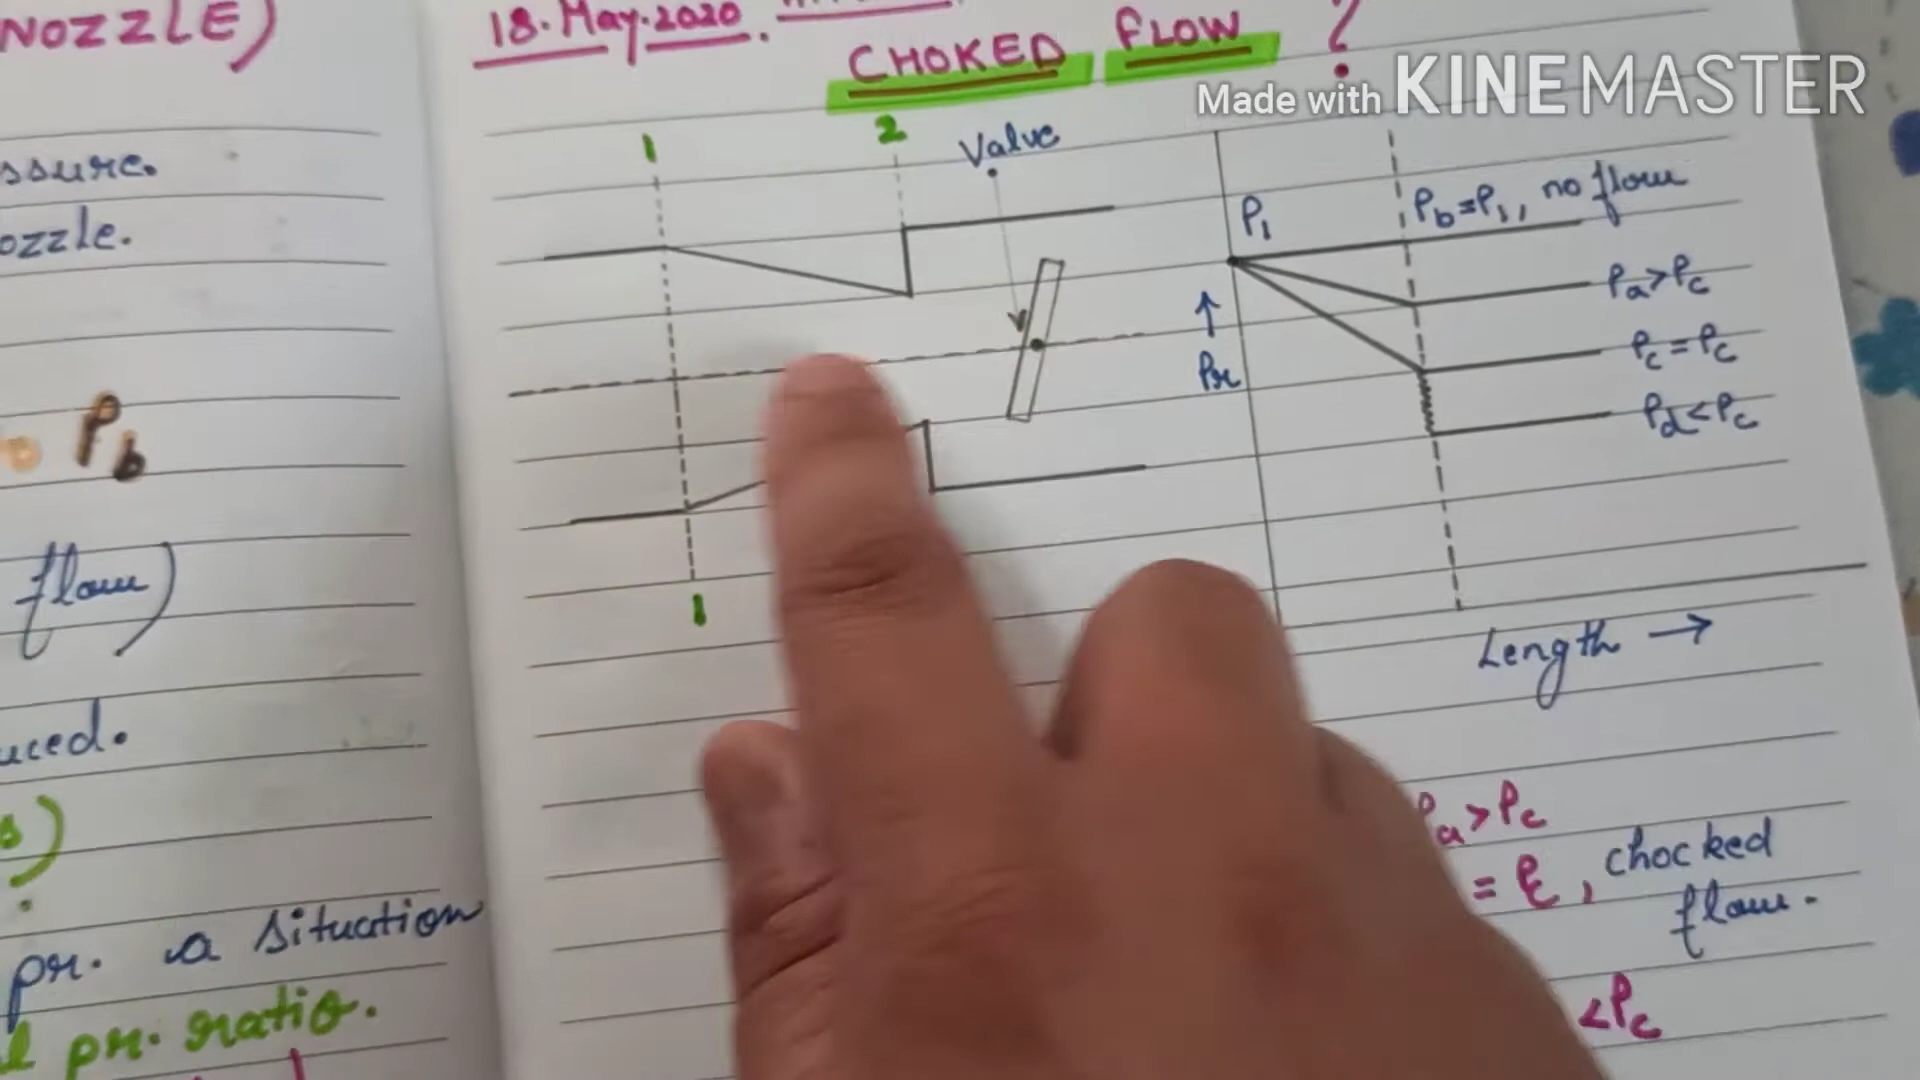 NOZZLE)
ssure.
ozzle.
Pb
flow)
uced.
s)
pr. a situation
pr. ratio.
18.May.2020.
CHOKED FLOW ?
Made with KINEMASTER
1
2
Value
P1
Pb=P1, no flow
Pa>Pc
Pc=Pc
Pd<Pc
Pr
1
Length →
Pa>Pc
= Pc, chocked
flow.
<Pc